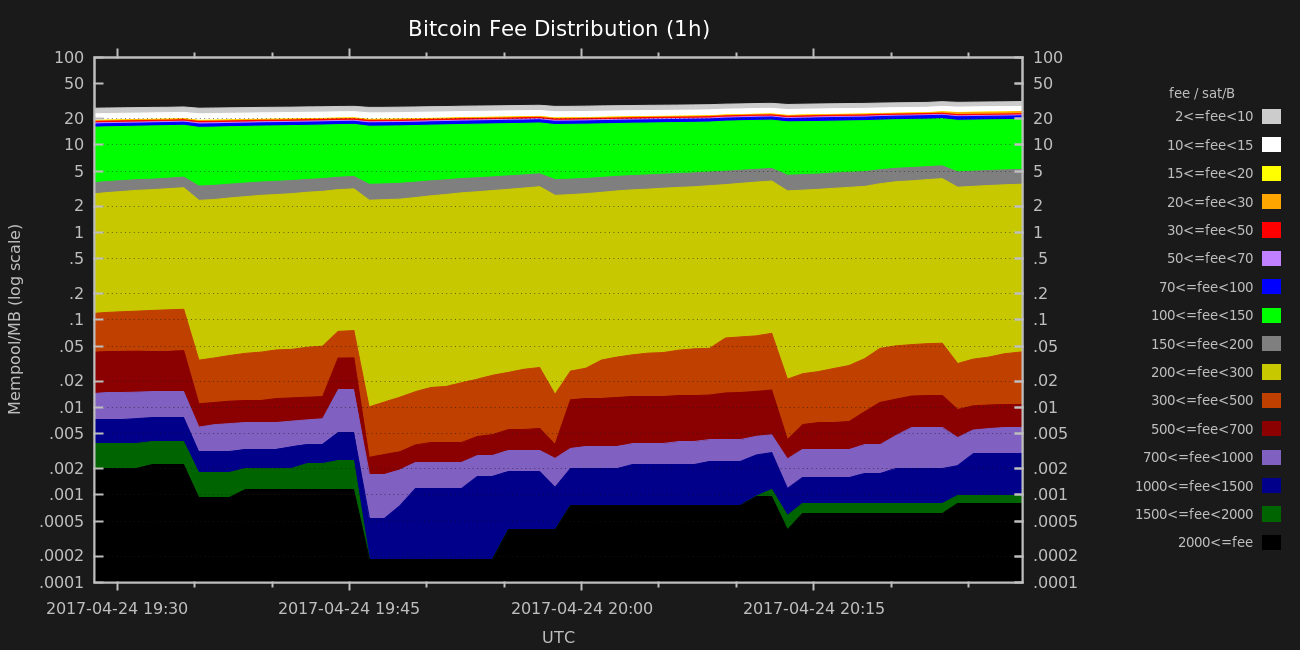 Bitcoin Fee Distribution (1h)
Mempool/MB (log scale)
100
50
20
10
5
2
1
.5
.2
.1
.05
.02
.01
.005
.002
.001
.0005
.0002
.0001
100
50
20
10
5
2
1
.5
.2
.1
.05
.02
.01
.005
.002
.001
.0005
.0002
.0001
2017-04-24 19:30
2017-04-24 19:45
2017-04-24 20:00
2017-04-24 20:15
UTC
fee / sat/B
2<=fee<10
10<=fee<15
15<=fee<20
20<=fee<30
30<=fee<50
50<=fee<70
70<=fee<100
100<=fee<150
150<=fee<200
200<=fee<300
300<=fee<500
500<=fee<700
700<=fee<1000
1000<=fee<1500
1500<=fee<2000
2000<=fee